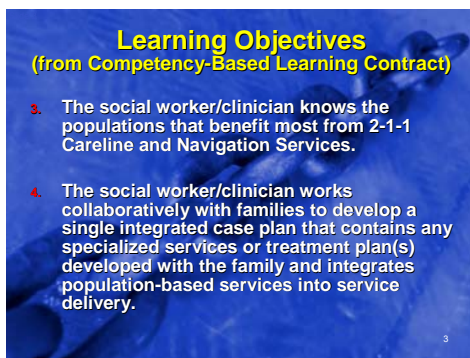 Learning Objectives
(from Competency-Based Learning Contract)
3. The social worker/clinician knows the
populations that benefit most from 2-1-1
Careline and Navigation Services.
4. The social worker/clinician works
collaboratively with families to develop a
single integrated case plan that contains any
specialized services or treatment plan(s)
developed with the family and integrates
population-based services into service
delivery.
3